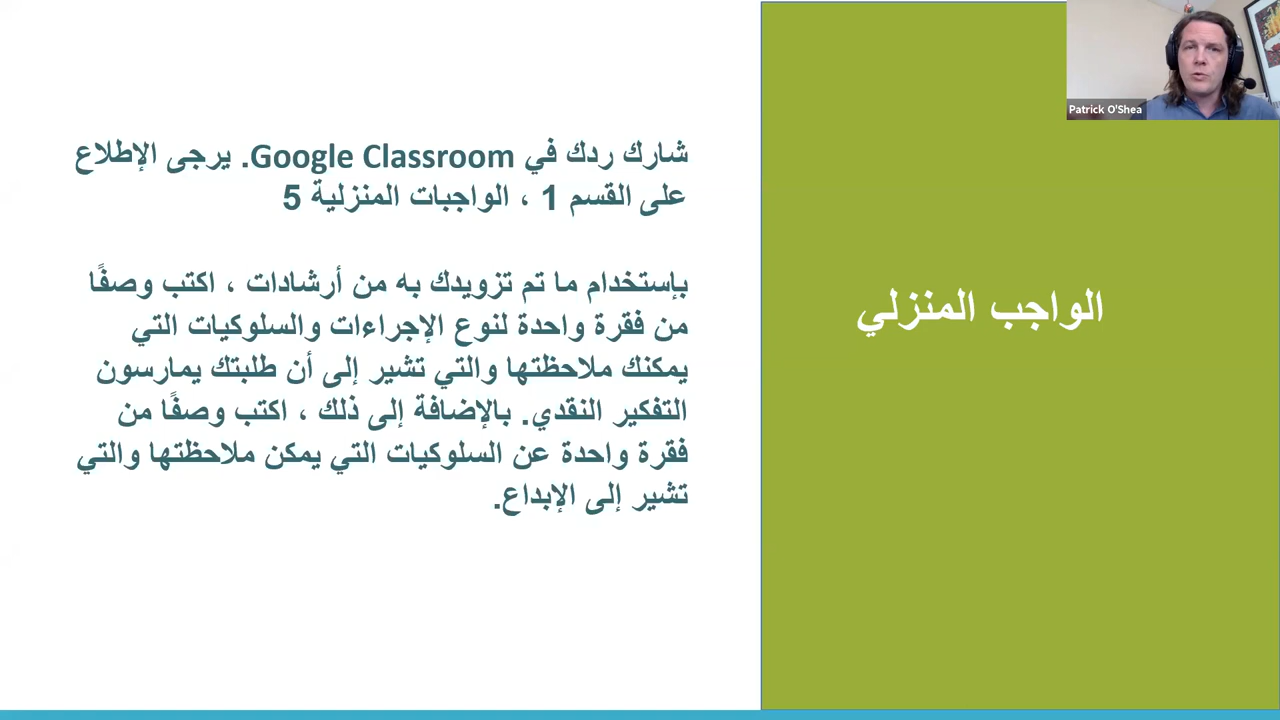 شارك ردك في Google Classroom. يرجى الإطلاع
على القسم 1 ، الواجبات المنزلية 5
بإستخدام ما تم تزويدك به من أرشادات ، اكتب وصفًا
من فقرة واحدة لنوع الإجراءات والسلوكيات التي
يمكنك ملاحظتها والتي تشير إلى أن طلبتك يمارسون
التفكير النقدي. بالإضافة إلى ذلك ، اكتب وصفًا من
فقرة واحدة عن السلوكيات التي يمكن ملاحظتها والتي
تشير إلى الإبداع.
الواجب المنزلي
Patrick O'Shea